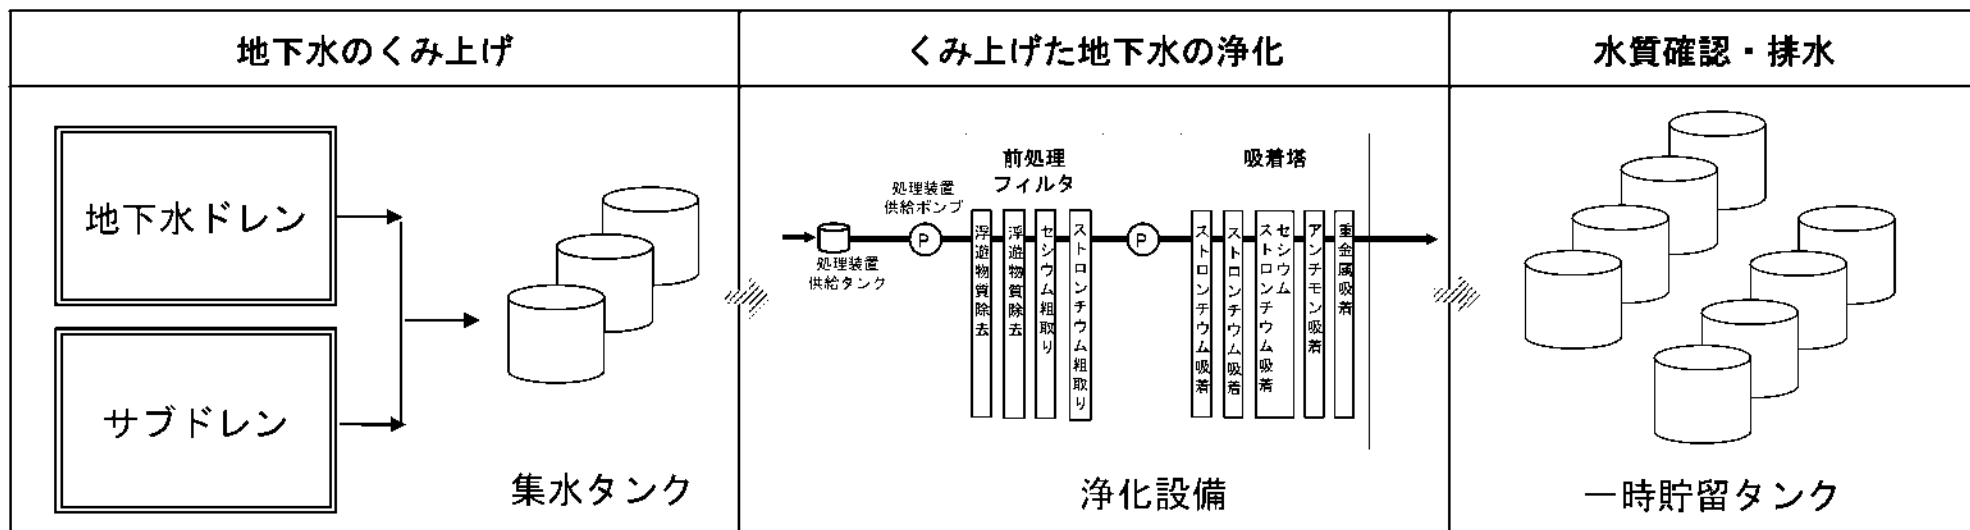 地下水のくみ上げ
くみ上げた地下水の浄化
水質確認・排水
地下水ドレン
サブドレン
集水タンク
処理装置
供給タンク
処理装置
供給ポンプ
P
前処理
フィルタ
浮遊物質除去
浮遊物質除去
セシウム粗取り
ストロンチウム粗取り
P
吸着塔
ストロンチウム吸着
ストロンチウム吸着
セシウム
ストロンチウム吸着
アンチモン吸着
重金属吸着
浄化設備
一時貯留タンク